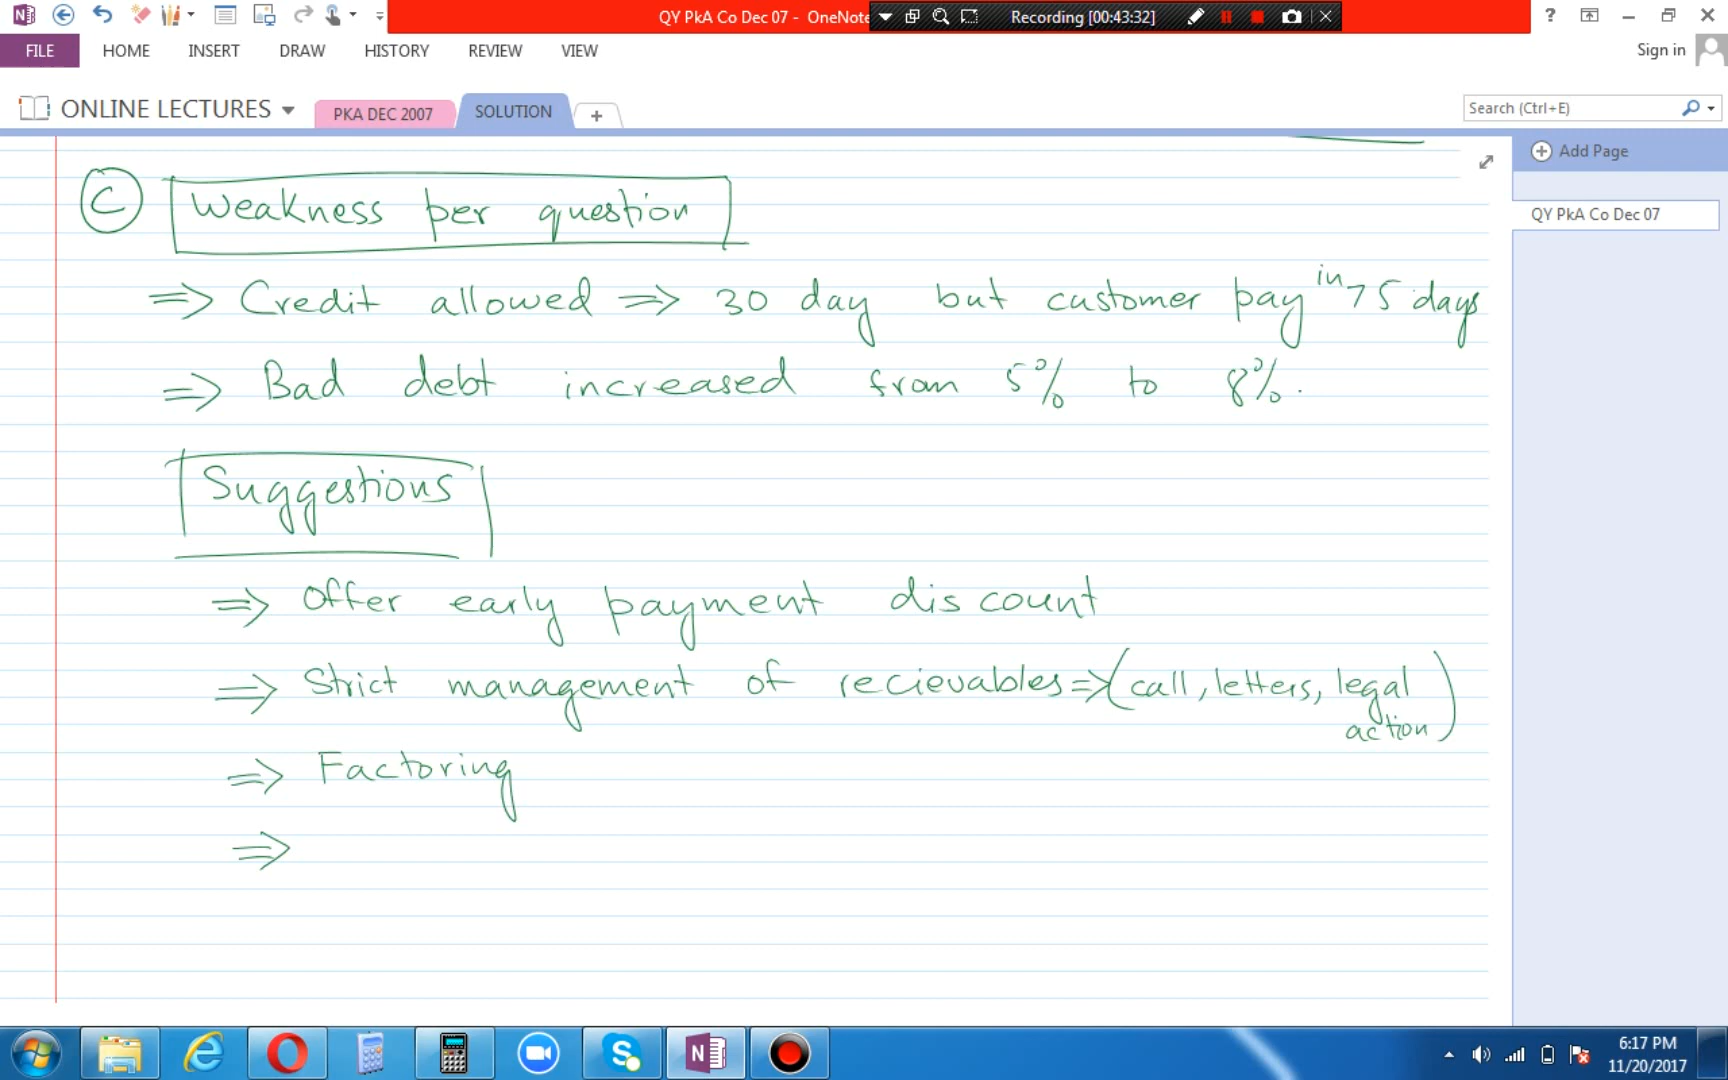 QY PkA Co Dec 07 - OneNote
Recording [00:43:32]
FILE HOME INSERT DRAW HISTORY REVIEW VIEW
Sign in
ONLINE LECTURES
PKA DEC 2007
SOLUTION
Search (Ctrl+E)
Add Page
QY PkA Co Dec 07
C Weakness per question
⇒ Credit allowed ⇒ 30 day but customer pay in 75 days
⇒ Bad debt increased from 5% to 8%.
Suggestions
⇒ Offer early payment discount
⇒ Strict management of recievables ⇒ (call, letters, legal
action)
⇒ Factoring
⇒
6:17 PM
11/20/2017